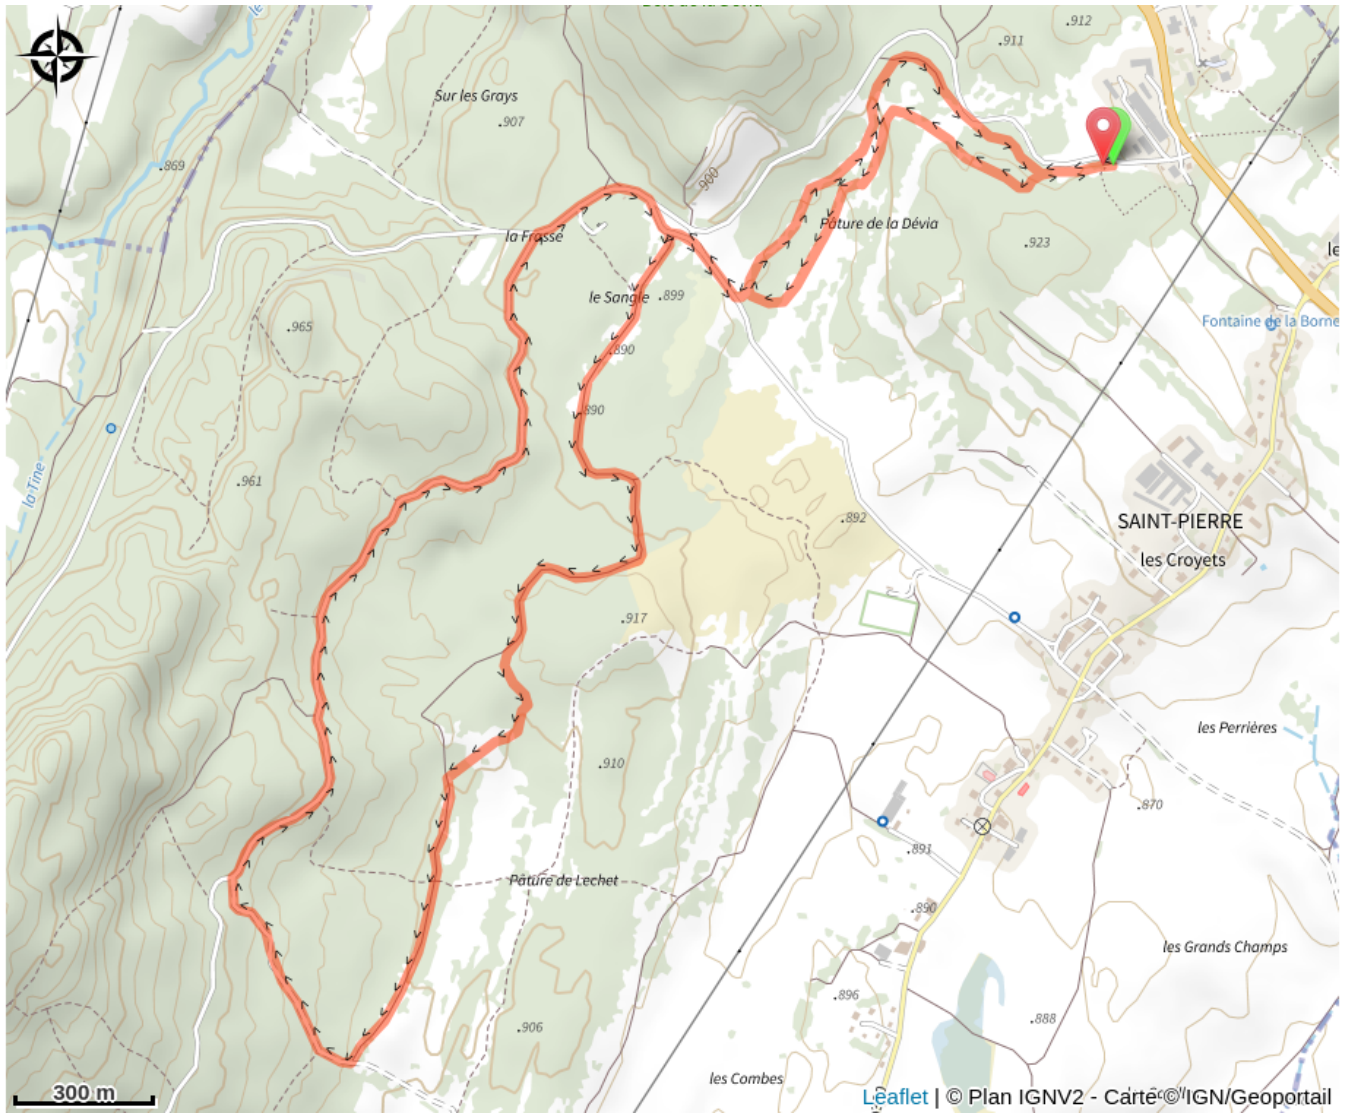 .912
.911
Sur les Grays
.907
.869
900
Pâture de la Dévia
la Frasse
.923
le
le Sangle
.899
Fontaine de la Borne
.965
.890
.890
la Tine
.961
.892
SAINT-PIERRE
les Croyets
.917
les Perrières
.910
.870
.891
Pâture de Lechet
.890
les Grands Champs
.896
.906
.888
les Combes
300 m
Leaflet | © Plan IGNV2 - Carte © IGN/Geoportail